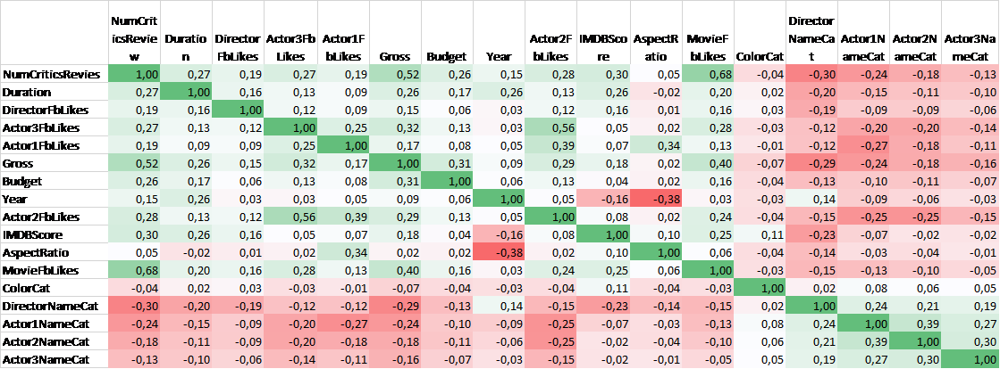 NumCrit Director
icsRevie Duratio Director Actor3Fb Actor1F Actor2F IMDBSco AspectR MovieF NameCa Actor1N Actor2N Actor3Na
w n FbLikes Likes bLikes Gross Budget Year bLikes re atio bLikes ColorCat t ameCat ameCat meCat
NumCriticsRevies 1,00 0,27 0,19 0,27 0,19 0,52 0,26 0,15 0,28 0,30 0,05 0,68 -0,04 -0,30 -0,24 -0,18 -0,13
Duration 0,27 1,00 0,16 0,13 0,09 0,26 0,17 0,26 0,13 0,26 -0,02 0,20 0,02 -0,20 -0,15 -0,11 -0,10
DirectorFbLikes 0,19 0,16 1,00 0,12 0,09 0,15 0,06 0,03 0,12 0,16 0,01 0,16 0,03 -0,19 -0,09 -0,09 -0,06
Actor3FbLikes 0,27 0,13 0,12 1,00 0,25 0,32 0,13 0,03 0,56 0,05 0,02 0,28 -0,03 -0,12 -0,20 -0,20 -0,14
Actor1FbLikes 0,19 0,09 0,09 0,25 1,00 0,17 0,08 0,05 0,39 0,07 0,34 0,13 -0,01 -0,12 -0,27 -0,18 -0,11
Gross 0,52 0,26 0,15 0,32 0,17 1,00 0,31 0,09 0,29 0,18 0,02 0,40 -0,07 -0,29 -0,24 -0,18 -0,16
Budget 0,26 0,17 0,06 0,13 0,08 0,31 1,00 0,06 0,13 0,04 0,02 0,16 -0,04 -0,13 -0,10 -0,11 -0,07
Year 0,15 0,26 0,03 0,03 0,05 0,09 0,06 1,00 0,05 -0,16 -0,38 0,03 -0,03 0,14 -0,09 -0,06 -0,03
Actor2FbLikes 0,28 0,13 0,12 0,56 0,39 0,29 0,13 0,05 1,00 0,08 0,02 0,24 -0,04 -0,15 -0,25 -0,25 -0,15
IMDBScore 0,30 0,26 0,16 0,05 0,07 0,18 0,04 -0,16 0,08 1,00 0,10 0,25 0,11 -0,23 -0,07 -0,02 -0,02
AspectRatio 0,05 -0,02 0,01 0,02 0,34 0,02 0,02 -0,38 0,02 0,10 1,00 0,06 -0,04 -0,14 -0,03 -0,04 -0,01
MovieFbLikes 0,68 0,20 0,16 0,28 0,13 0,40 0,16 0,03 0,24 0,25 0,06 1,00 -0,03 -0,15 -0,13 -0,10 -0,05
ColorCat -0,04 0,02 0,03 -0,03 -0,01 -0,07 -0,04 -0,03 -0,04 0,11 -0,04 -0,03 1,00 0,02 0,08 0,06 0,05
DirectorNameCat -0,30 -0,20 -0,19 -0,12 -0,12 -0,29 -0,13 0,14 -0,15 -0,23 -0,14 -0,15 0,02 1,00 0,24 0,21 0,19
Actor1NameCat -0,24 -0,15 -0,09 -0,20 -0,27 -0,24 -0,10 -0,09 -0,25 -0,07 -0,03 -0,13 0,08 0,24 1,00 0,39 0,27
Actor2NameCat -0,18 -0,11 -0,09 -0,20 -0,18 -0,18 -0,11 -0,06 -0,25 -0,02 -0,04 -0,10 0,06 0,21 0,39 1,00 0,30
Actor3NameCat -0,13 -0,10 -0,06 -0,14 -0,11 -0,16 -0,07 -0,03 -0,15 -0,02 -0,01 -0,05 0,05 0,19 0,27 0,30 1,00